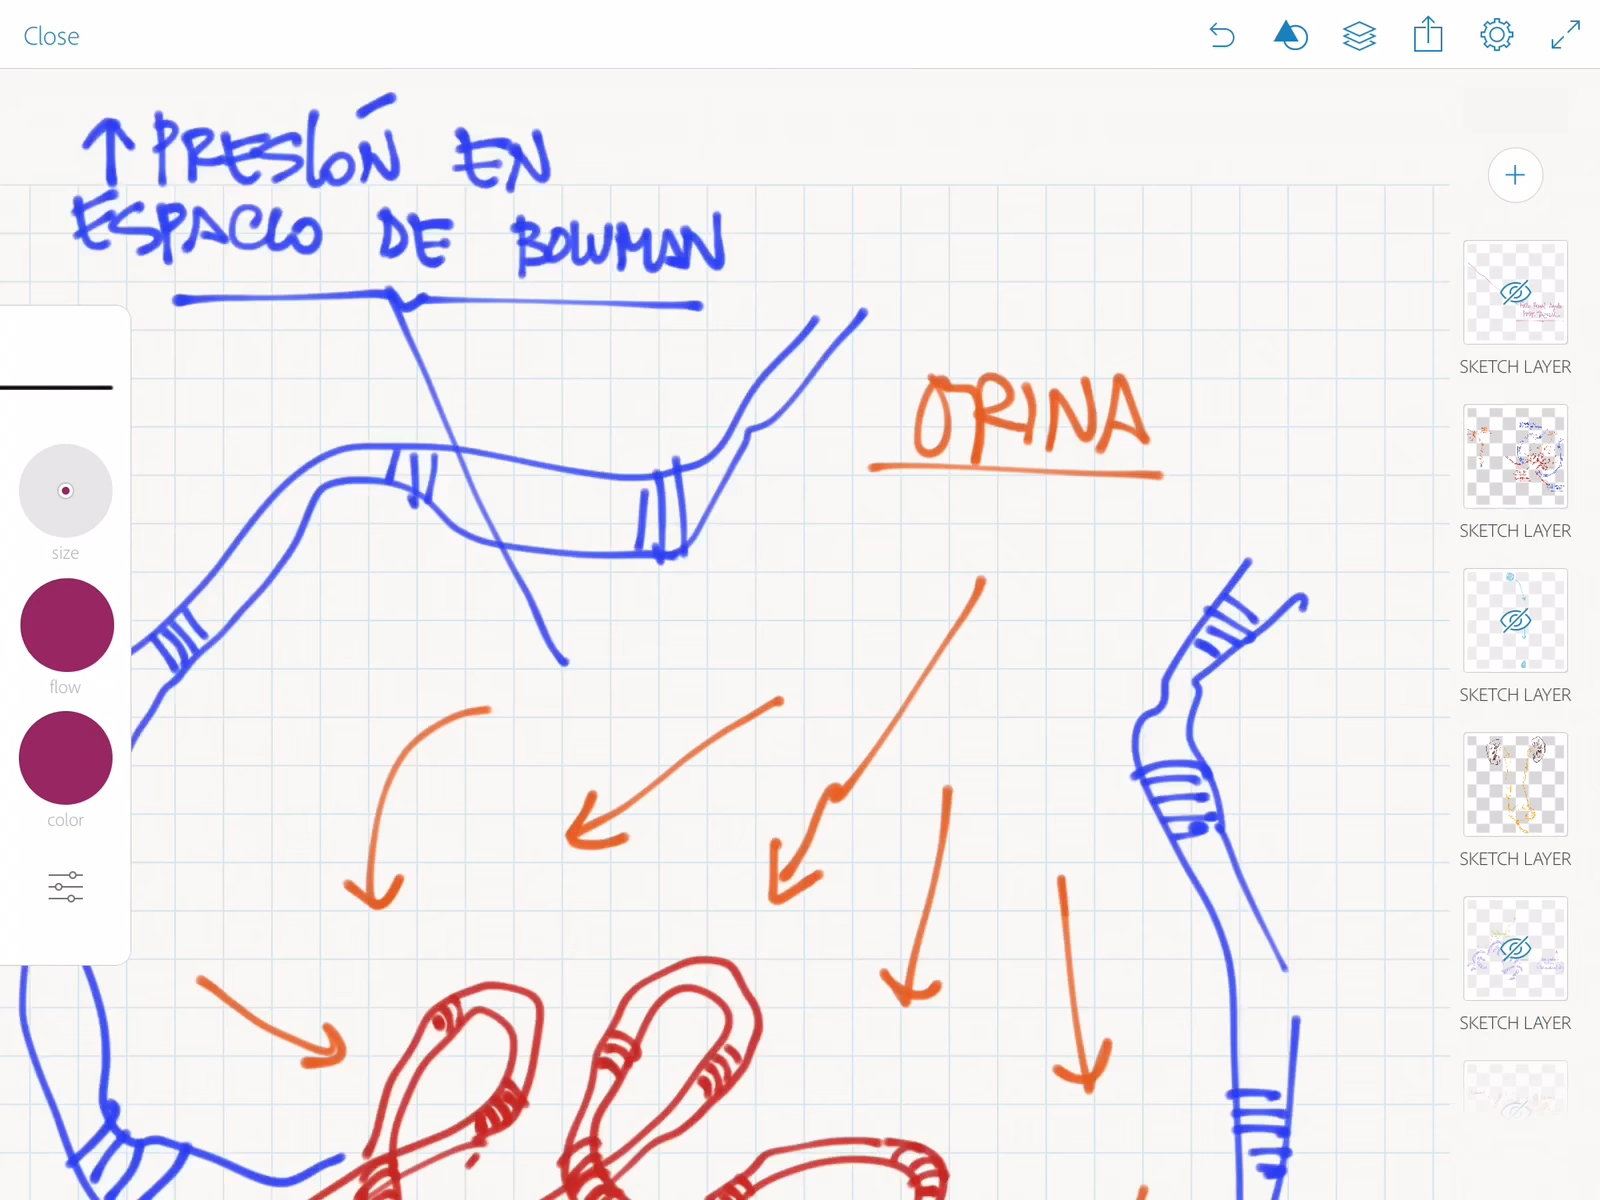 Close
↑ PRESIÓN EN
ESPACIO DE BOWMAN
ORINA
size
flow
color
SKETCH LAYER
SKETCH LAYER
SKETCH LAYER
SKETCH LAYER
SKETCH LAYER